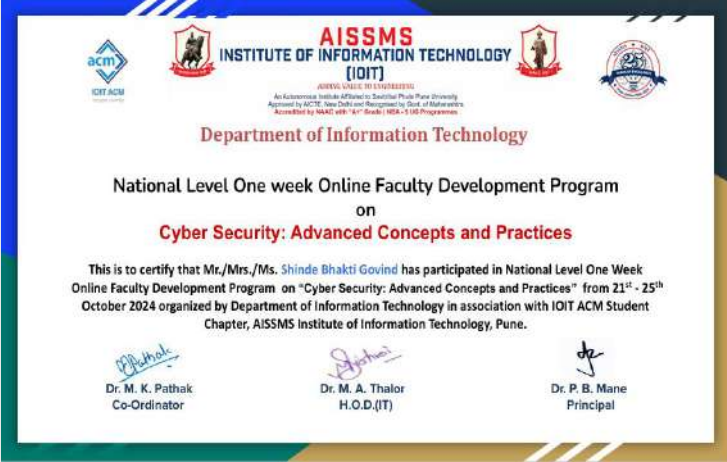 acm
IOIT ACM
AISSMS
INSTITUTE OF INFORMATION TECHNOLOGY
(IOIT)
ADDING VALUE TO ENGINEERING
An Autonomous Institute Affiliated to Savitribai Phule Pune University
Approved by AICTE, New Delhi and Recognised by Govt. of Maharashtra
Accredited by NAAC with "A+" Grade | NBA - 5 UG Programmes
25
Department of Information Technology
National Level One week Online Faculty Development Program
on
Cyber Security: Advanced Concepts and Practices
This is to certify that Mr./Mrs./Ms. Shinde Bhakti Govind has participated in National Level One Week
Online Faculty Development Program on "Cyber Security: Advanced Concepts and Practices" from 21st - 25th
October 2024 organized by Department of Information Technology in association with IOIT ACM Student
Chapter, AISSMS Institute of Information Technology, Pune.
Dr. M. K. Pathak
Co-Ordinator
Dr. M. A. Thalor
H.O.D.(IT)
Dr. P. B. Mane
Principal